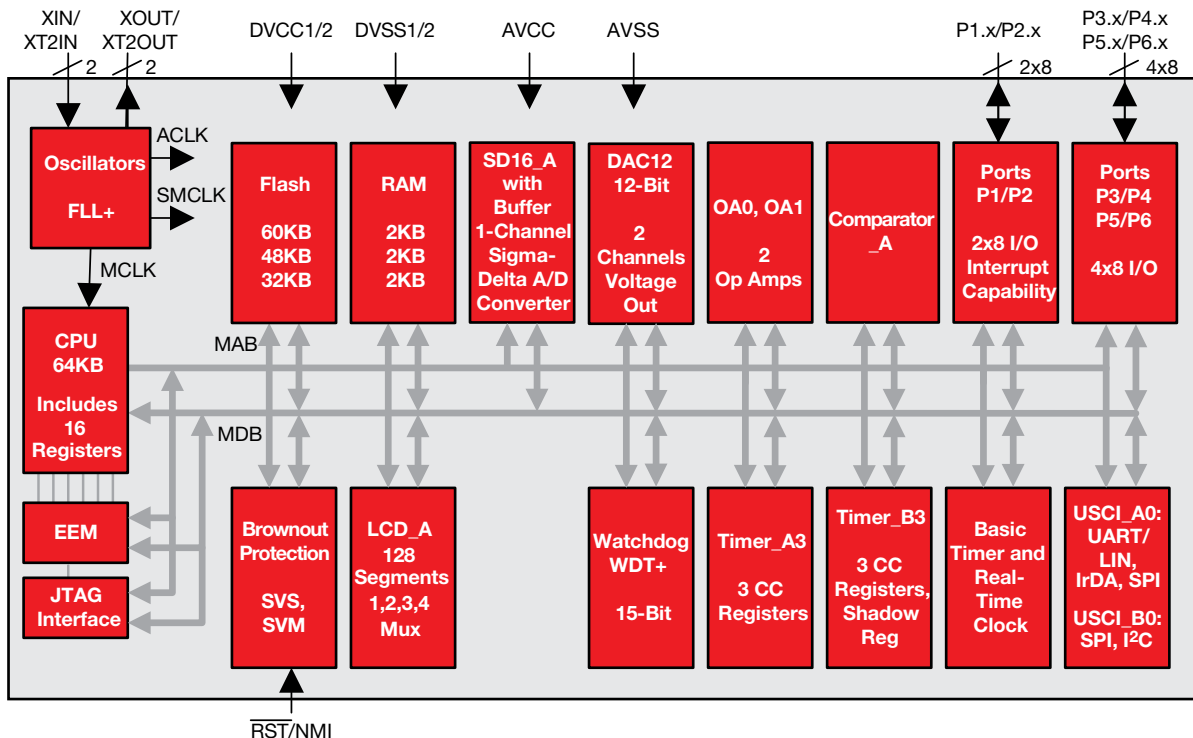 XIN/
XT2IN
XOUT/
XT2OUT
DVCC1/2
DVSS1/2
AVCC
AVSS
P1.x/P2.x
P3.x/P4.x
P5.x/P6.x
2
2
2x8
4x8
Oscillators
FLL+
ACLK
SMCLK
MCLK
Flash
60KB
48KB
32KB
RAM
2KB
2KB
2KB
SD16_A
with
Buffer
1-Channel
Sigma-
Delta A/D
Converter
DAC12
12-Bit
2
Channels
Voltage
Out
OA0, OA1
2
Op Amps
Comparator
_A
Ports
P1/P2
2x8 I/O
Interrupt
Capability
Ports
P3/P4
P5/P6
4x8 I/O
CPU
64KB
Includes
16
Registers
MAB
MDB
EEM
JTAG
Interface
Brownout
Protection
SVS,
SVM
LCD_A
128
Segments
1,2,3,4
Mux
Watchdog
WDT+
15-Bit
Timer_A3
3 CC
Registers
Timer_B3
3 CC
Registers,
Shadow
Reg
Basic
Timer and
Real-
Time
Clock
USCI_A0:
UART/
LIN,
IrDA, SPI
USCI_B0:
SPI, I²C
RST/NMI